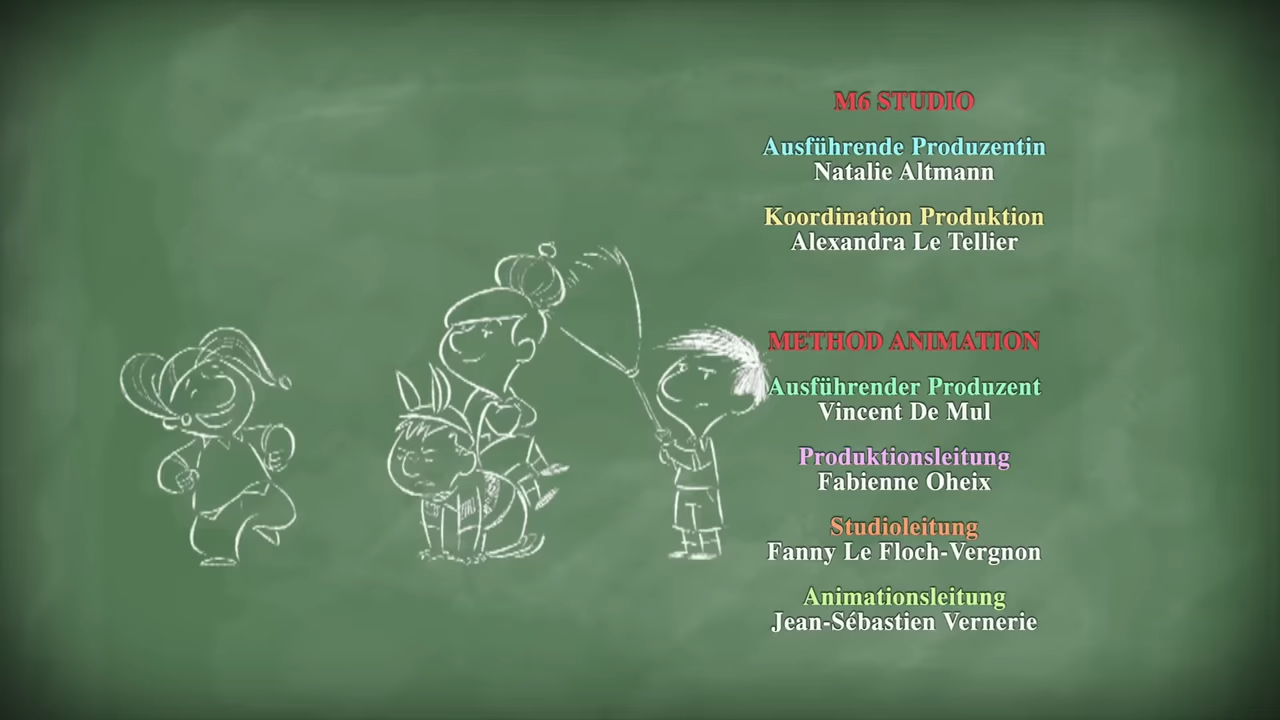 M6 STUDIO
Ausführende Produzentin
Natalie Altmann
Koordination Produktion
Alexandra Le Tellier
METHOD ANIMATION
Ausführender Produzent
Vincent De Mul
Produktionsleitung
Fabienne Oheix
Studioleitung
Fanny Le Floch-Vergnon
Animationsleitung
Jean-Sébastien Vernerie